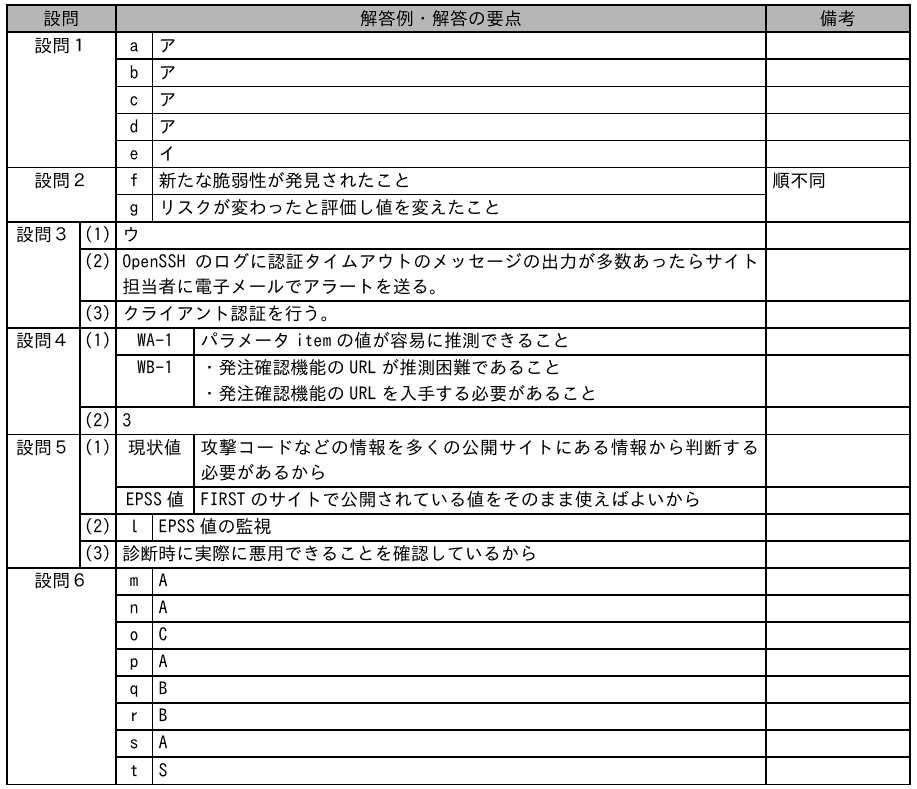 設問 解答例・解答の要点 備考
設問1 a ア
b ア
c ア
d ア
e イ
設問2 f 新たな脆弱性が発見されたこと 順不同
g リスクが変わったと評価し値を変えたこと
設問3 (1) ウ
(2) OpenSSH のログに認証タイムアウトのメッセージの出力が多数あったらサイト
担当者に電子メールでアラートを送る。
(3) クライアント認証を行う。
設問4 (1) WA-1 パラメータ item の値が容易に推測できること
WB-1 ・発注確認機能の URL が推測困難であること
・発注確認機能の URL を入手する必要があること
(2) 3
設問5 (1) 現状値 攻撃コードなどの情報を多くの公開サイトにある情報から判断する
必要があるから
EPSS 値 FIRST のサイトで公開されている値をそのまま使えばよいから
(2) l EPSS 値の監視
(3) 診断時に実際に悪用できることを確認しているから
設問6 m A
n A
o C
p A
q B
r B
s A
t S